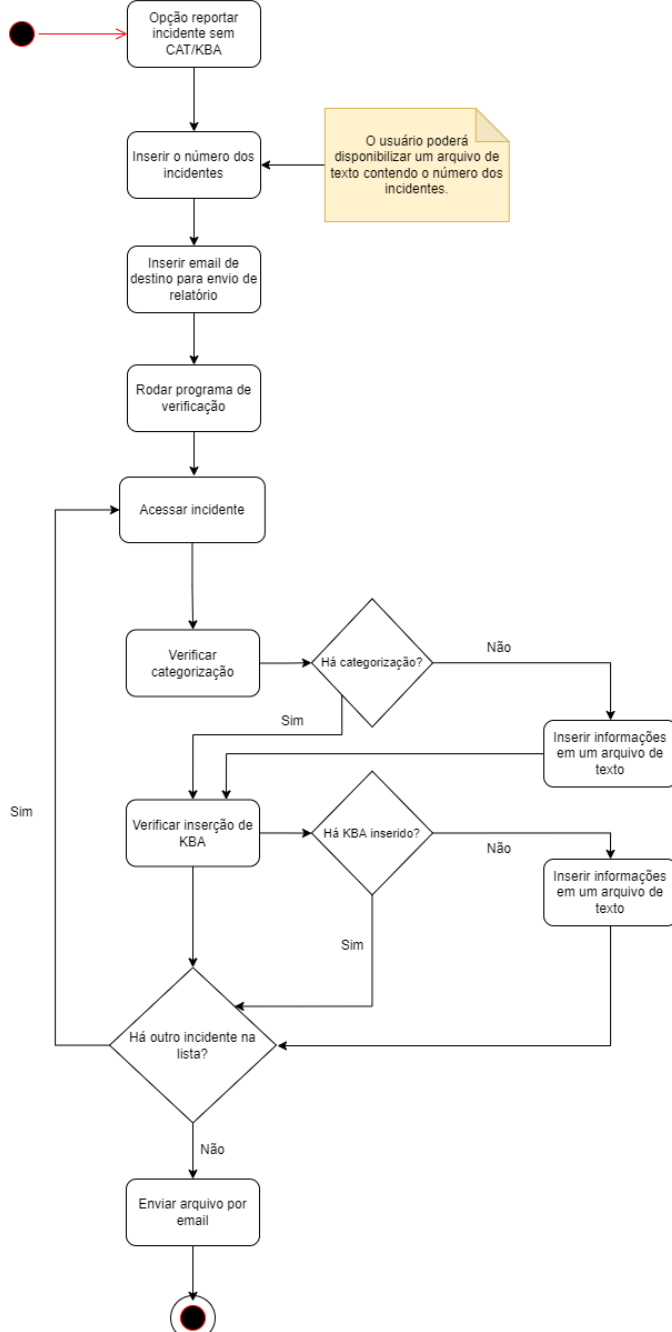 Opção reportar
incidente sem
CAT/KBA
Inserir o número dos
incidentes
O usuário poderá
disponibilizar um arquivo de
texto contendo o número dos
incidentes.
Inserir email de
destino para envio de
relatório
Rodar programa de
verificação
Acessar incidente
Verificar
categorização
Há categorização?
Não
Sim
Inserir informações
em um arquivo de
texto
Verificar inserção de
KBA
Há KBA inserido?
Não
Sim
Inserir informações
em um arquivo de
texto
Sim
Há outro incidente na
lista?
Não
Enviar arquivo por
email